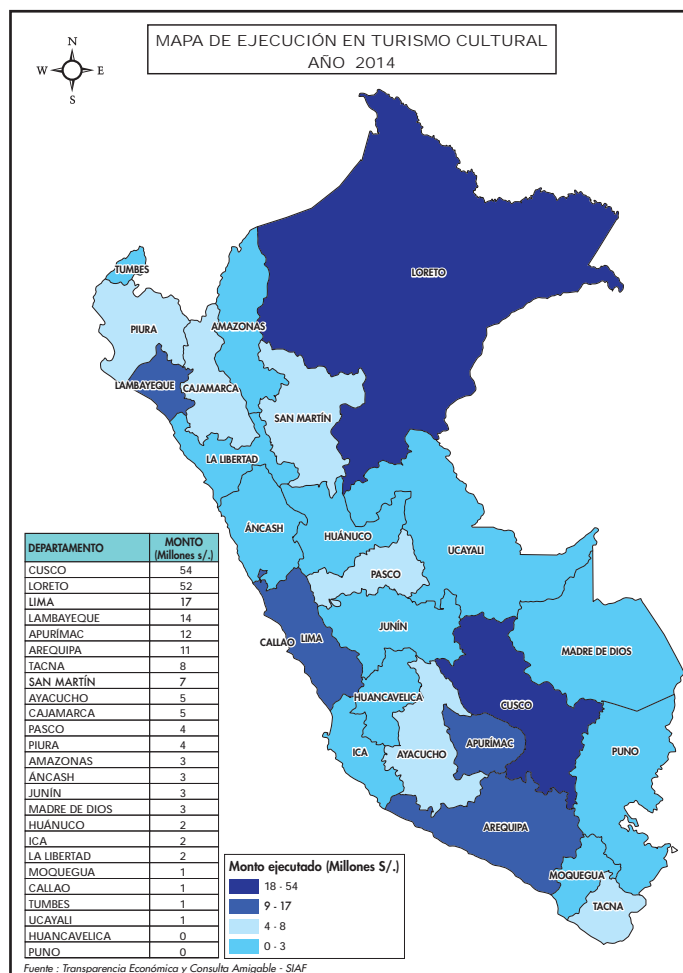 MAPA DE EJECUCIÓN EN TURISMO CULTURAL
AÑO 2014
N
W E
S
LORETO
TUMBES
AMAZONAS
PIURA
LAMBAYEQUE
CAJAMARCA
SAN MARTÍN
LA LIBERTAD
ÁNCASH
HUÁNUCO
UCAYALI
PASCO
JUNÍN
CALLAO
LIMA
MADRE DE DIOS
HUANCAVELICA
CUSCO
ICA
AYACUCHO
APURÍMAC
PUNO
AREQUIPA
MOQUEGUA
TACNA
DEPARTAMENTO MONTO
(Millones s/.)
CUSCO 54
LORETO 52
LIMA 17
LAMBAYEQUE 14
APURÍMAC 12
AREQUIPA 11
TACNA 8
SAN MARTÍN 7
AYACUCHO 5
CAJAMARCA 5
PASCO 4
PIURA 4
AMAZONAS 3
ÁNCASH 3
JUNÍN 3
MADRE DE DIOS 3
HUÁNUCO 2
ICA 2
LA LIBERTAD 2
MOQUEGUA 1
CALLAO 1
TUMBES 1
UCAYALI 1
HUANCAVELICA 0
PUNO 0
Monto ejecutado (Millones S/.)
18 - 54
9 - 17
4 - 8
0 - 3
Fuente : Transparencia Económica y Consulta Amigable - SIAF